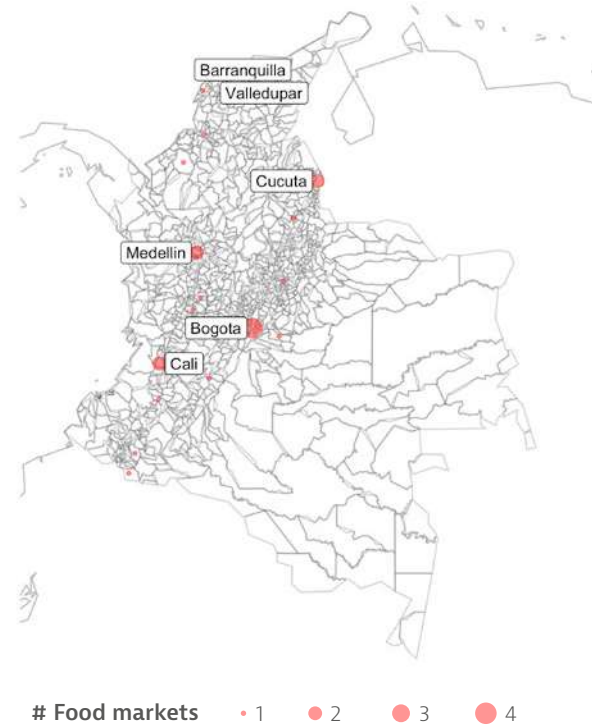 Barranquilla
Valledupar
Cucuta
Medellin
Bogota
Cali
# Food markets 1 2 3 4